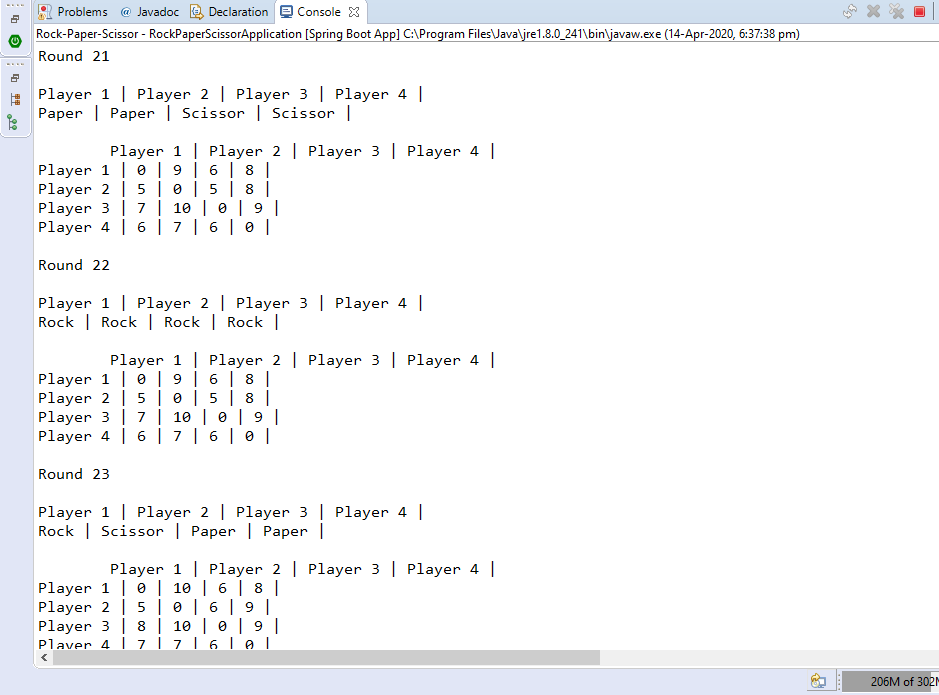 Problems @ Javadoc Declaration Console
Rock-Paper-Scissor - RockPaperScissorApplication [Spring Boot App] C:\Program Files\Java\jre1.8.0_241\bin\javaw.exe (14-Apr-2020, 6:37:38 pm)
Round 21
Player 1 | Player 2 | Player 3 | Player 4 |
Paper | Paper | Scissor | Scissor |
Player 1 | Player 2 | Player 3 | Player 4 |
Player 1 | 0 | 9 | 6 | 8 |
Player 2 | 5 | 0 | 5 | 8 |
Player 3 | 7 | 10 | 0 | 9 |
Player 4 | 6 | 7 | 6 | 0 |
Round 22
Player 1 | Player 2 | Player 3 | Player 4 |
Rock | Rock | Rock | Rock |
Player 1 | Player 2 | Player 3 | Player 4 |
Player 1 | 0 | 9 | 6 | 8 |
Player 2 | 5 | 0 | 5 | 8 |
Player 3 | 7 | 10 | 0 | 9 |
Player 4 | 6 | 7 | 6 | 0 |
Round 23
Player 1 | Player 2 | Player 3 | Player 4 |
Rock | Scissor | Paper | Paper |
Player 1 | Player 2 | Player 3 | Player 4 |
Player 1 | 0 | 10 | 6 | 8 |
Player 2 | 5 | 0 | 6 | 9 |
Player 3 | 8 | 10 | 0 | 9 |
Player 4 | 7 | 7 | 6 | 0 |
206M of 302M